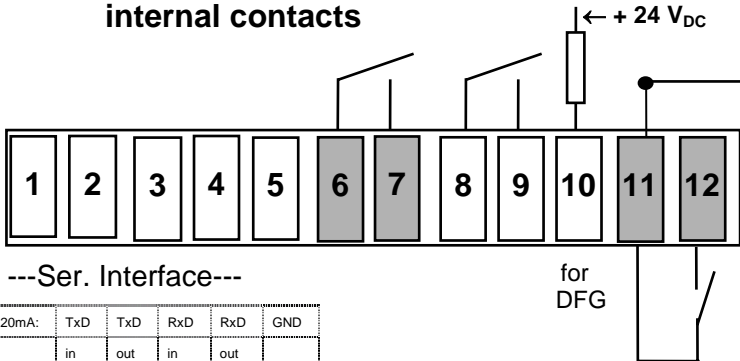 internal contacts
← + 24 VDC
1 2 3 4 5 6 7 8 9 10 11 12
---Ser. Interface---
for
DFG
20mA: TxD TxD RxD RxD GND
in out in out